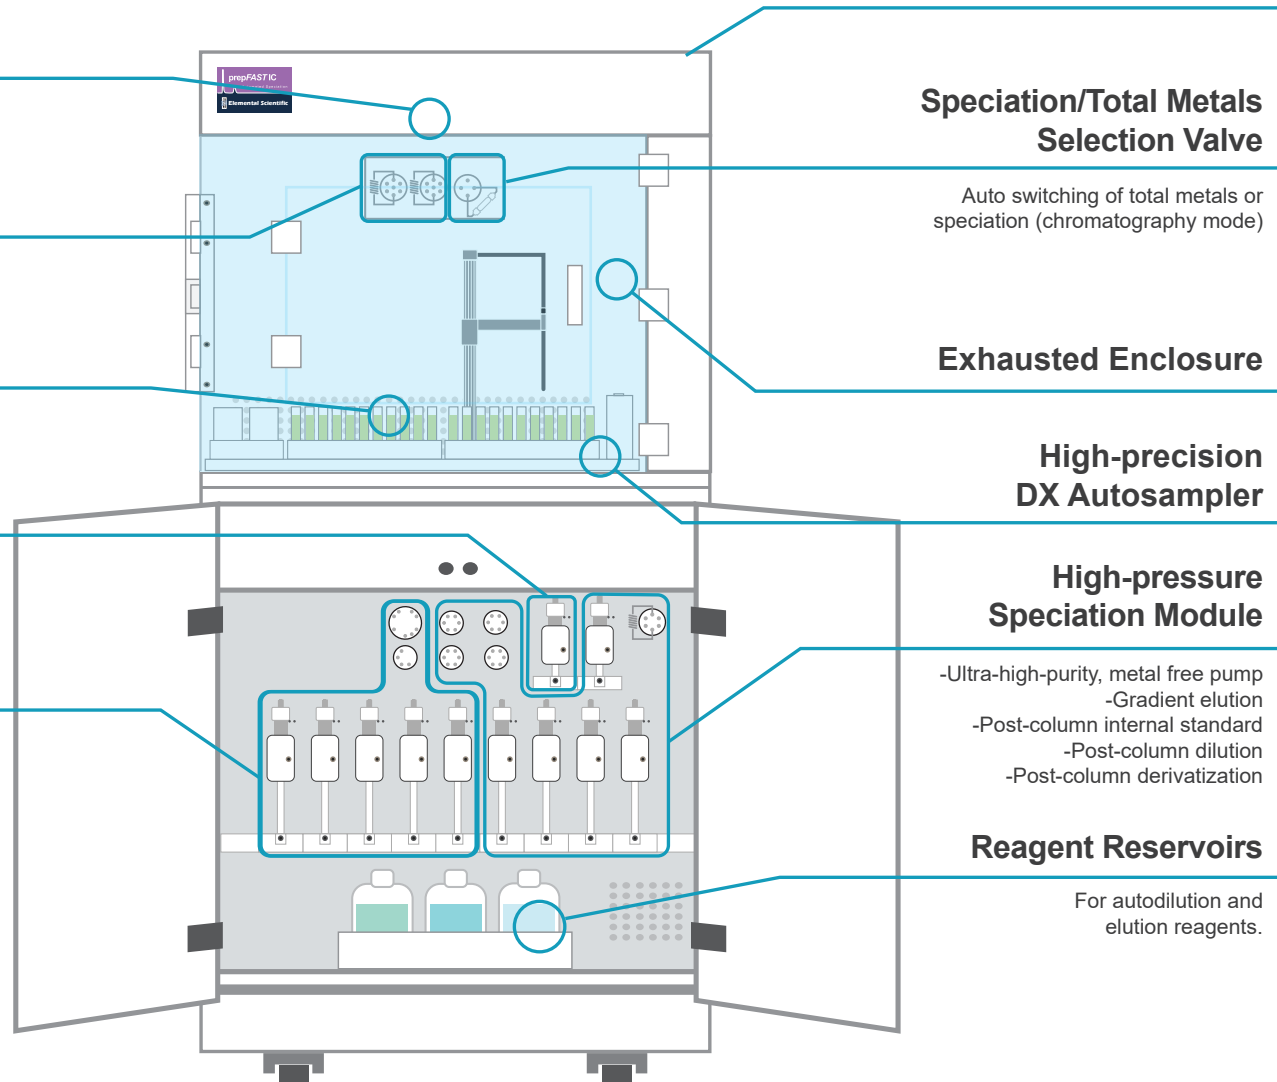 prepFAST IC
Elemental Scientific
Speciation/Total Metals
Selection Valve
Auto switching of total metals or
speciation (chromatography mode)
Exhausted Enclosure
High-precision
DX Autosampler
High-pressure
Speciation Module
-Ultra-high-purity, metal free pump
-Gradient elution
-Post-column internal standard
-Post-column dilution
-Post-column derivatization
Reagent Reservoirs
For autodilution and
elution reagents.